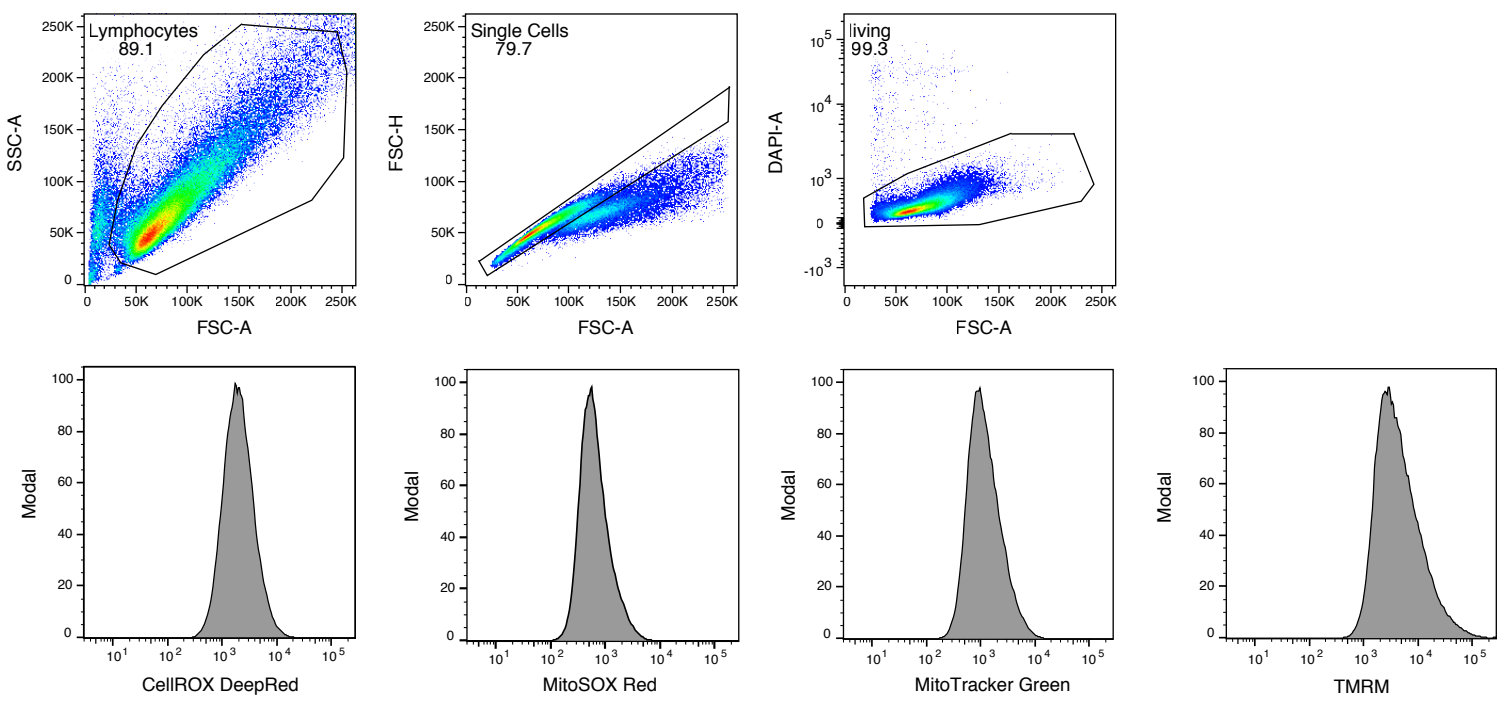 Lymphocytes
89.1
SSC-A
250K
200K
150K
100K
50K
0
0 50K 100K 150K 200K 250K
FSC-A
Single Cells
79.7
FSC-H
250K
200K
150K
100K
50K
0
0 50K 100K 150K 200K 250K
FSC-A
living
99.3
DAPI-A
10^5
10^4
10^3
0
-10^3
0 50K 100K 150K 200K 250K
FSC-A
Modal
100
80
60
40
20
0
10^1 10^2 10^3 10^4 10^5
CellROX DeepRed
Modal
100
80
60
40
20
0
10^1 10^2 10^3 10^4 10^5
MitoSOX Red
Modal
100
80
60
40
20
0
10^1 10^2 10^3 10^4 10^5
MitoTracker Green
Modal
100
80
60
40
20
0
10^1 10^2 10^3 10^4 10^5
TMRM